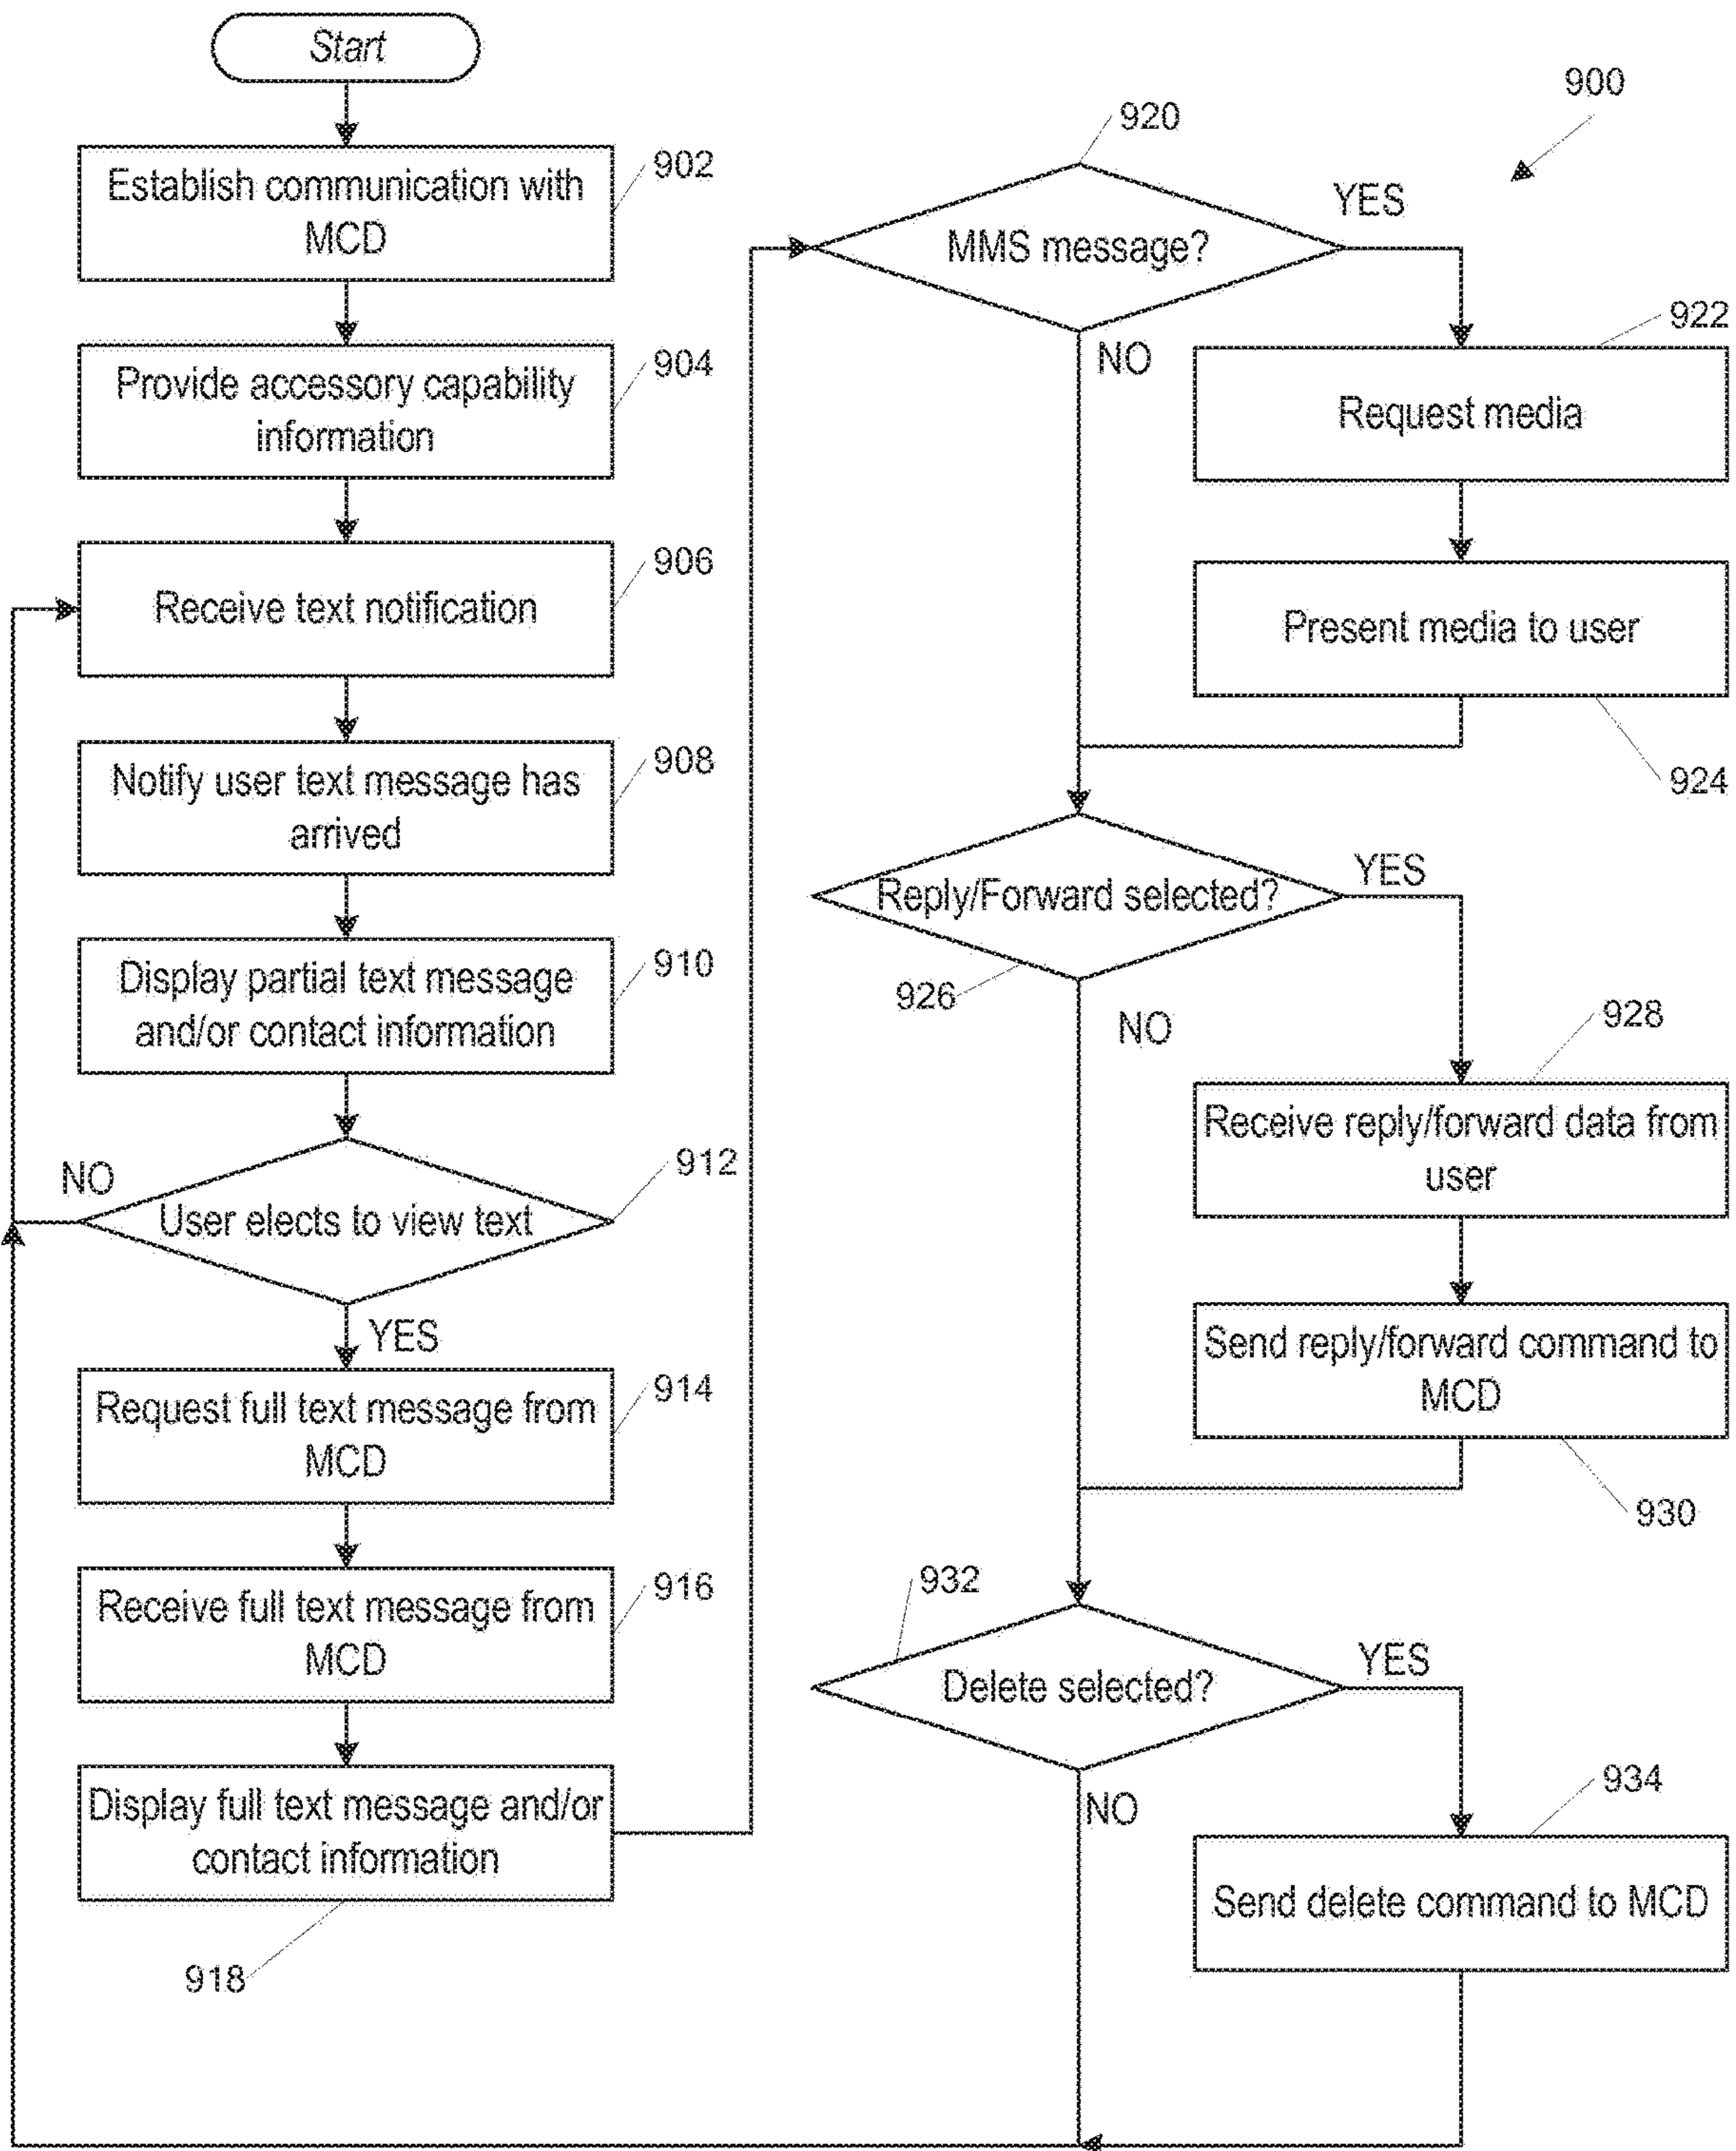 Start
Establish communication with
MCD
902
Provide accessory capability
information
904
Receive text notification
906
Notify user text message has
arrived
908
Display partial text message
and/or contact information
910
NO
User elects to view text
912
YES
Request full text message from
MCD
914
Receive full text message from
MCD
916
Display full text message and/or
contact information
918
900
920
MMS message?
YES
NO
922
Request media
Present media to user
924
Reply/Forward selected?
YES
926
NO
928
Receive reply/forward data from
user
Send reply/forward command to
MCD
930
932
Delete selected?
YES
NO
934
Send delete command to MCD